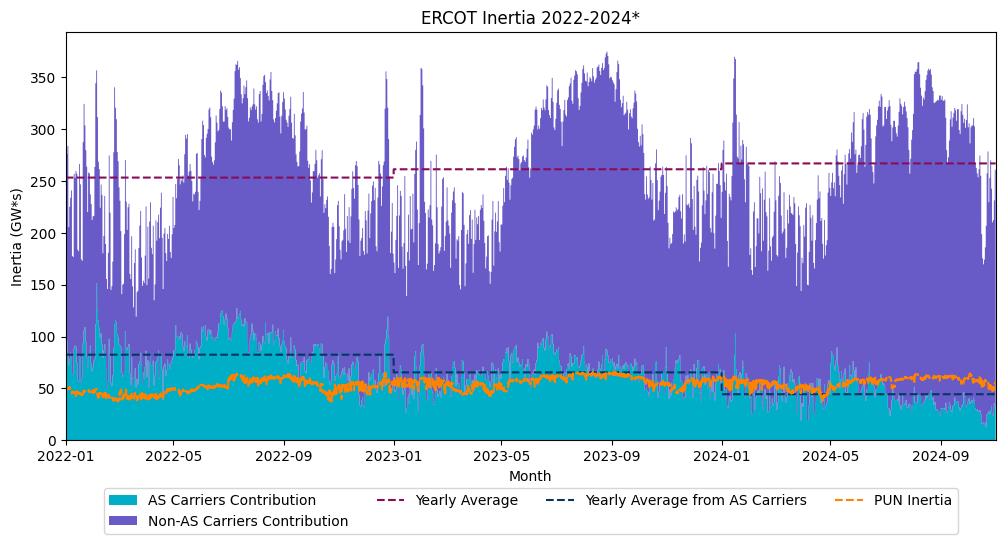 ERCOT Inertia 2022-2024*
Inertia (GW*s)
350
300
250
200
150
100
50
0
2022-01 2022-05 2022-09 2023-01 2023-05 2023-09 2024-01 2024-05 2024-09
Month
AS Carriers Contribution Yearly Average Yearly Average from AS Carriers PUN Inertia
Non-AS Carriers Contribution